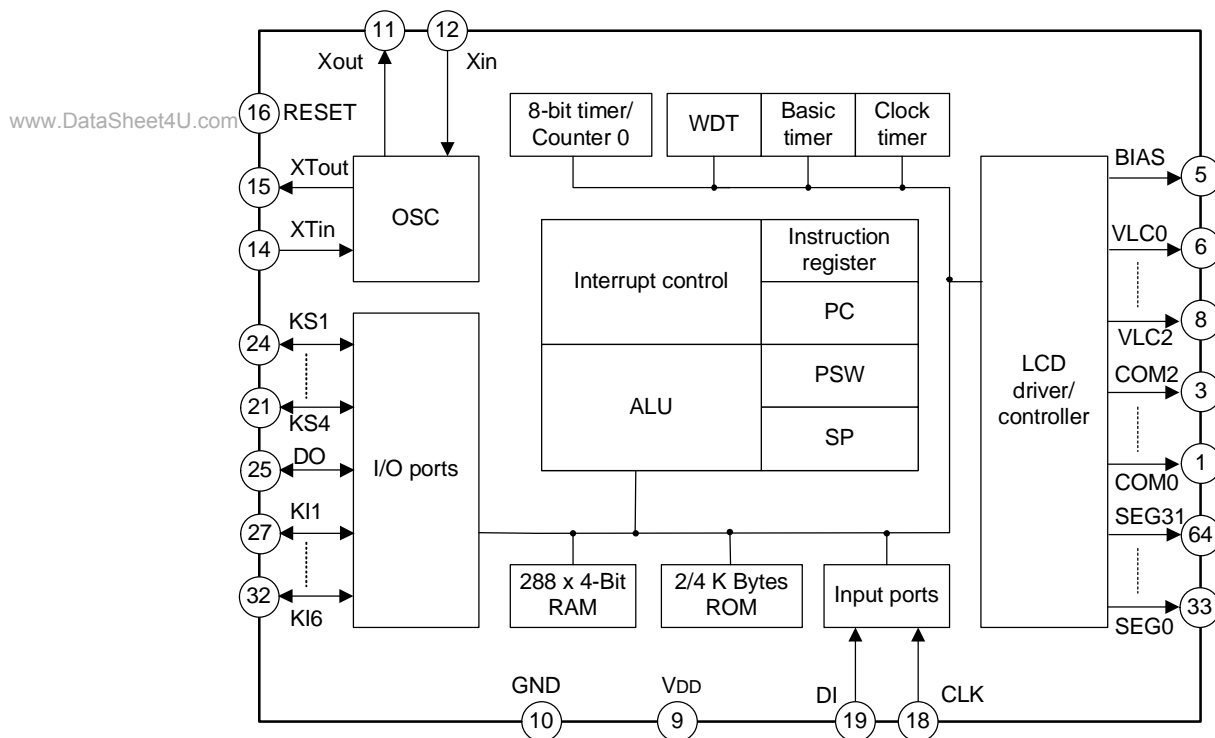 11
12
Xout
Xin
www.DataSheet4U.com
16
RESET
8-bit timer/
Counter 0
WDT
Basic
timer
Clock
timer
15
XTout
OSC
14
XTin
BIAS
5
VLC0
6
VLC2
8
Interrupt control
Instruction
register
PC
ALU
PSW
SP
24
KS1
21
KS4
25
DO
27
KI1
32
KI6
I/O ports
LCD
driver/
controller
COM2
3
COM0
1
SEG31
64
SEG0
33
288 x 4-Bit
RAM
2/4 K Bytes
ROM
Input ports
GND
10
VDD
9
DI
19
CLK
18